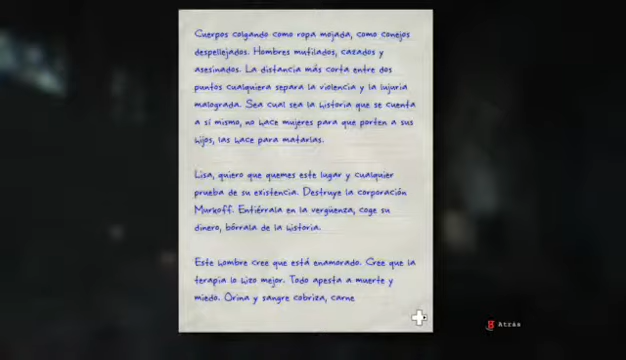 Cuerpos colgando como ropa mojada, como conejos
despellejados. Hombres mutilados, cazados y
asesinados. La distancia más corta entre dos
puntos cualquiera separa la violencia y la lujuria
malograda. Sea cual sea la historia que se cuenta
a sí mismo, no hace mujeres para que porten a sus
hijos, las hace para matarlas.
Lisa, quiero que quemes este lugar y cualquier
prueba de su existencia. Destruye la corporación
Murkoff. Entiérrala en la vergüenza, coge su
dinero, bórrala de la historia.
Este hombre cree que está enamorado. Cree que la
terapia lo hizo mejor. Todo apesta a muerte y
miedo. Orina y sangre cobriza, carne
Atrás